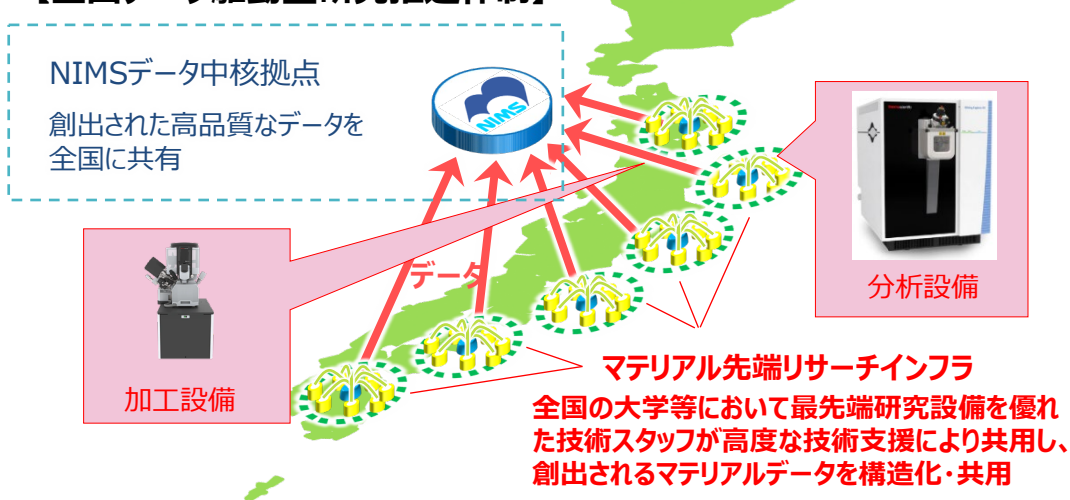 NIMSデータ中核拠点
創出された高品質なデータを
全国に共有
NIMS
データ
加工設備
分析設備
マテリアル先端リサーチインフラ
全国の大学等において最先端研究設備を優れ
た技術スタッフが高度な技術支援により共用し、
創出されるマテリアルデータを構造化・共用